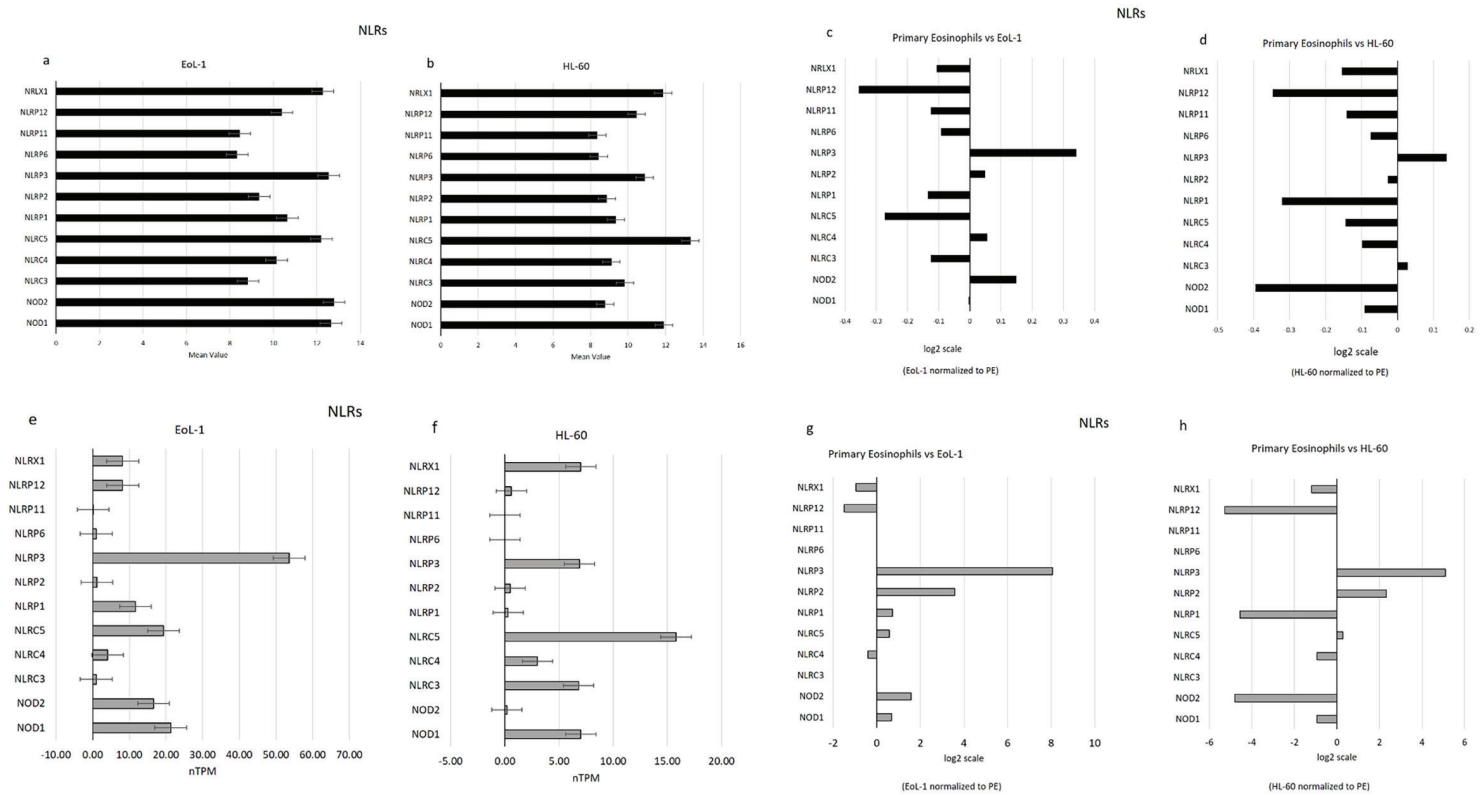 NLRs
a
EoL-1
NRLX1
NLRP12
NLRP11
NLRP6
NLRP3
NLRP2
NLRP1
NLRC5
NLRC4
NLRC3
NOD2
NOD1
0 2 4 6 8 10 12 14
Mean Value
b
HL-60
NRLX1
NLRP12
NLRP11
NLRP6
NLRP3
NLRP2
NLRP1
NLRC5
NLRC4
NLRC3
NOD2
NOD1
0 2 4 6 8 10 12 14 16
Mean Value
NLRs
c
Primary Eosinophils vs EoL-1
NRLX1
NLRP12
NLRP11
NLRP6
NLRP3
NLRP2
NLRP1
NLRC5
NLRC4
NLRC3
NOD2
NOD1
-0.4 -0.3 -0.2 -0.1 0 0.1 0.2 0.3 0.4
log2 scale
(EoL-1 normalized to PE)
d
Primary Eosinophils vs HL-60
NRLX1
NLRP12
NLRP11
NLRP6
NLRP3
NLRP2
NLRP1
NLRC5
NLRC4
NLRC3
NOD2
NOD1
-0.5 -0.4 -0.3 -0.2 -0.1 0 0.1 0.2
log2 scale
(HL-60 normalized to PE)
NLRs
e
EoL-1
NLRX1
NLRP12
NLRP11
NLRP6
NLRP3
NLRP2
NLRP1
NLRC5
NLRC4
NLRC3
NOD2
NOD1
-10.00 0.00 10.00 20.00 30.00 40.00 50.00 60.00 70.00
nTPM
f
HL-60
NLRX1
NLRP12
NLRP11
NLRP6
NLRP3
NLRP2
NLRP1
NLRC5
NLRC4
NLRC3
NOD2
NOD1
-5.00 0.00 5.00 10.00 15.00 20.00
nTPM
NLRs
g
Primary Eosinophils vs EoL-1
NLRX1
NLRP12
NLRP11
NLRP6
NLRP3
NLRP2
NLRP1
NLRC5
NLRC4
NLRC3
NOD2
NOD1
-2 0 2 4 6 8 10
log2 scale
(EoL-1 normalized to PE)
h
Primary Eosinophils vs HL-60
NLRX1
NLRP12
NLRP11
NLRP6
NLRP3
NLRP2
NLRP1
NLRC5
NLRC4
NLRC3
NOD2
NOD1
-6 -4 -2 0 2 4 6
log2 scale
(HL-60 normalized to PE)